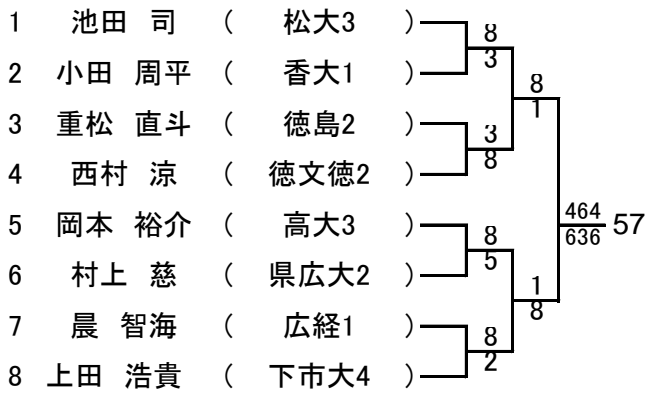 1 池田 司 ( 松大3 )
8
3
2 小田 周平 ( 香大1 )
8
1
3 重松 直斗 ( 徳島2 )
3
8
4 西村 涼 ( 徳文徳2 )
464
636
57
5 岡本 裕介 ( 高大3 )
8
5
6 村上 慈 ( 県広大2 )
1
8
7 晨 智海 ( 広経1 )
8
2
8 上田 浩貴 ( 下市大4 )